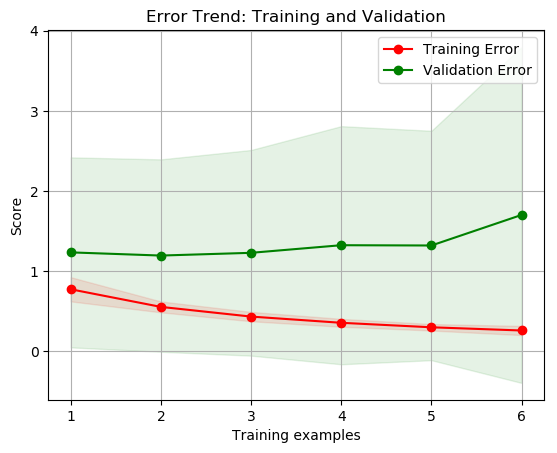 Error Trend: Training and Validation
Training Error
Validation Error
4
3
2
1
0
Score
1 2 3 4 5 6
Training examples